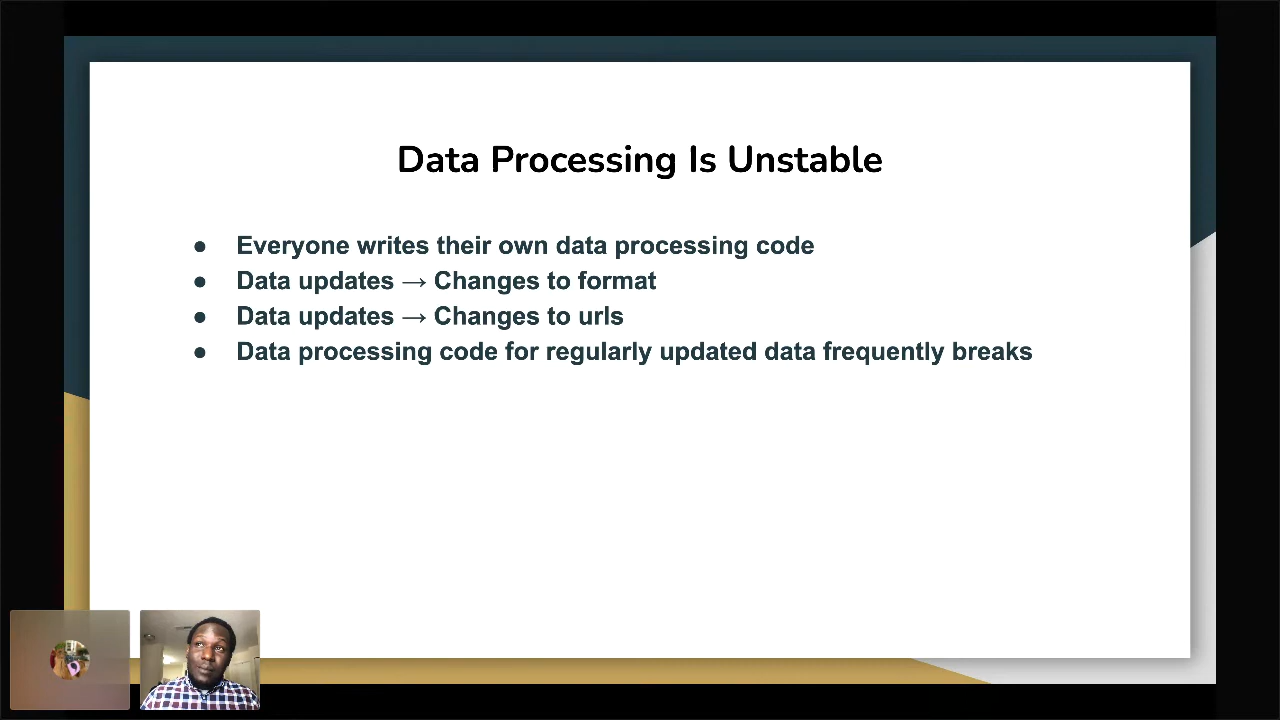 Data Processing Is Unstable
● Everyone writes their own data processing code
● Data updates → Changes to format
● Data updates → Changes to urls
● Data processing code for regularly updated data frequently breaks